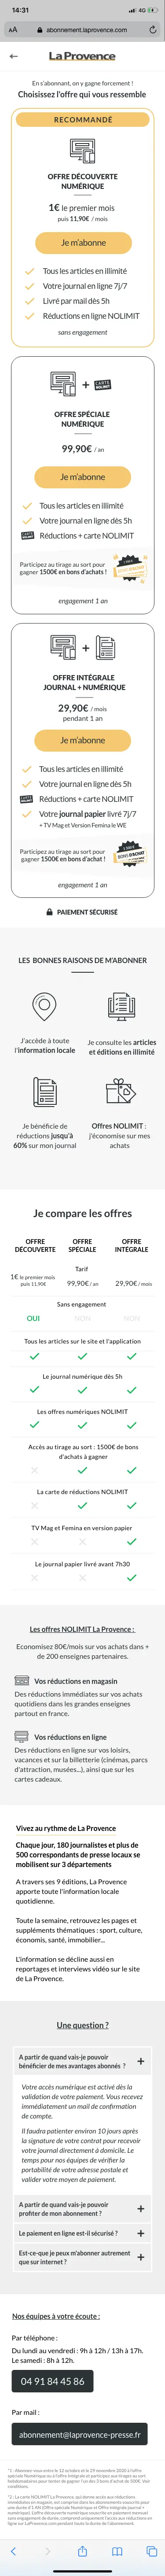 14:31
4G
AA
abonnement.laprovence.com
La Provence
En s'abonnant, on y gagne forcement !
Choisissez l'offre qui vous ressemble
RECOMMANDÉ
OFFRE DÉCOUVERTE
NUMÉRIQUE
1€ le premier mois
puis 11,90€ / mois
Je m'abonne
Tous les articles en illimité
Votre journal en ligne 7j/7
Livré par mail dès 5h
Réductions en ligne NOLIMIT
sans engagement
+
OFFRE SPÉCIALE
NUMÉRIQUE
99,90€ / an
Je m'abonne
Tous les articles en illimité
Votre journal en ligne dès 5h
Réductions + carte NOLIMIT
Participez au tirage au sort pour
gagner 1500€ en bons d'achats !
engagement 1 an
+
OFFRE INTÉGRALE
JOURNAL + NUMÉRIQUE
29,90€ / mois
pendant 1 an
Je m'abonne
Tous les articles en illimité
Votre journal en ligne dès 5h
Réductions + carte NOLIMIT
Votre journal papier livré 7j/7
+ TV Mag et Version Femina le WE
Participez au tirage au sort pour
gagner 1500€ en bons d'achat !
engagement 1 an
PAIEMENT SÉCURISÉ
LES BONNES RAISONS DE M'ABONNER
J'accède à toute
l'information locale
Je consulte les articles
et éditions en illimité
Je bénéficie de
réductions jusqu'à
60% sur mon journal
Offres NOLIMIT :
j'économise sur mes
achats
Je compare les offres
OFFRE
DÉCOUVERTE
OFFRE
SPÉCIALE
OFFRE
INTÉGRALE
Tarif
1€ le premier mois
puis 11,90€
99,90€ / an
29,90€ / mois
Sans engagement
OUI
NON
NON
Tous les articles sur le site et l'application
Le journal numérique dès 5h
Les offres numériques NOLIMIT
Accès au tirage au sort : 1500€ de bons
d'achats à gagner
La carte de réductions NOLIMIT
TV Mag et Femina en version papier
Le journal papier livré avant 7h30
Les offres NOLIMIT La Provence :
Economisez 80€/mois sur vos achats dans +
de 200 enseignes partenaires.
Vos réductions en magasin
Des réductions immédiates sur vos achats
quotidiens dans les grandes enseignes
partout en france.
Vos réductions en ligne
Des réductions en ligne sur vos loisirs,
vacances et sur la billetterie (cinémas, parcs
d'attraction, musées...), ainsi que sur les
cartes cadeaux.
Vivez au rythme de La Provence
Chaque jour, 180 journalistes et plus de
500 correspondants de presse locale se
mobilisent sur 3 départements
A travers ses 9 éditions, La Provence
apporte toute l'information locale
quotidienne.
Toute la semaine, retrouvez les pages et
suppléments thématiques : sport, culture,
économie, santé, immobilier...
L'information se décline aussi en
reportages et interviews vidéo sur le site
de La Provence.
Une question ?
A partir de quand vais-je pouvoir
bénéficier de mes avantages abonnés ?
+
Votre accès numérique est activé dès la
validation de votre paiement. Vous recevez
immédiatement un mail de confirmation
de compte.
Il faudra patienter environ 10 jours après
la signature de votre contrat pour recevoir
votre journal directement à domicile. Le
temps pour nos équipes de vérifier la
portabilité de votre adresse postale et
valider votre moyen de paiement.
A partir de quand vais-je pouvoir
profiter de mon abonnement ?
+
Le paiement en ligne est-il sécurisé ?
+
Est-ce-que je peux m'abonner autrement
que sur internet ?
+
Nos équipes à votre écoute :
Par téléphone :
Du lundi au vendredi : 9h à 12h / 13h à 17h.
Le samedi : 8h à 12h.
04 91 84 45 86
Par mail :
abonnement@laprovence-presse.fr